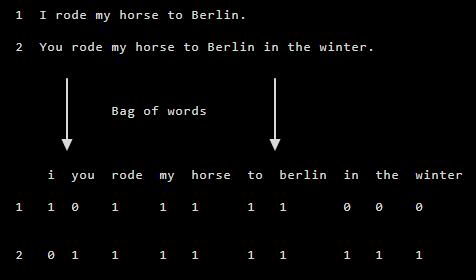 1 I rode my horse to Berlin.
2 You rode my horse to Berlin in the winter.
Bag of words
i you rode my horse to berlin in the winter
1 1 0 1 1 1 1 1 0 0 0
2 0 1 1 1 1 1 1 1 1 1